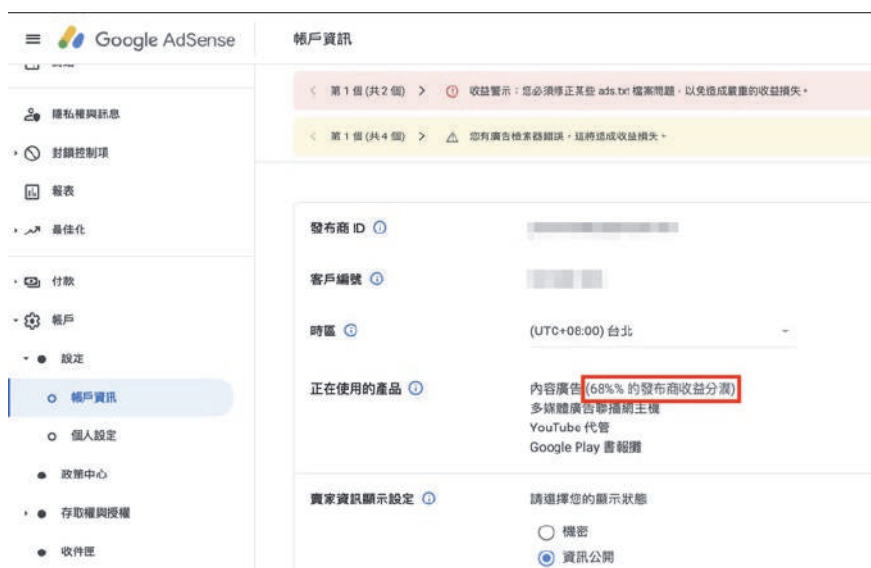 Google AdSense
帳戶資訊
第 1 個 (共 2 個)
收益警示：您必須修正某些 ads.txt 檔案問題，以免造成嚴重的收益損失。
第 1 個 (共 4 個)
您有廣告檢索器錯誤，這將造成收益損失。
隱私權與訊息
封鎖控制項
報表
最佳化
付款
帳戶
設定
帳戶資訊
個人設定
政策中心
存取權與授權
收件匣
發布商 ID
客戶編號
時區
(UTC+08:00) 台北
正在使用的產品
內容廣告 (68%% 的發布商收益分潤)
多媒體廣告聯播網主機
YouTube 代管
Google Play 書報攤
賣家資訊顯示設定
請選擇您的顯示狀態
機密
資訊公開